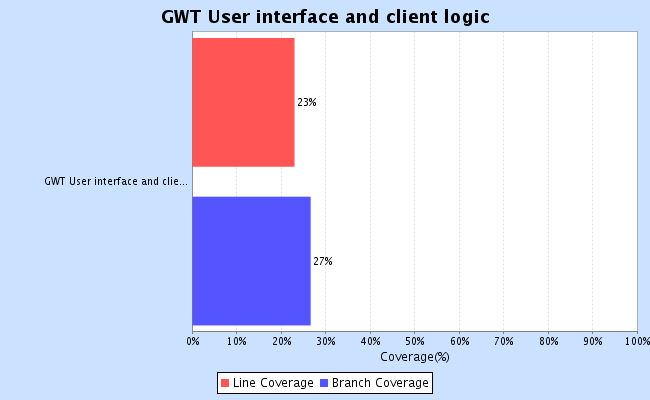 GWT User interface and client logic
23%
GWT User interface and clie...
27%
0% 10% 20% 30% 40% 50% 60% 70% 80% 90% 100%
Coverage(%)
Line Coverage Branch Coverage